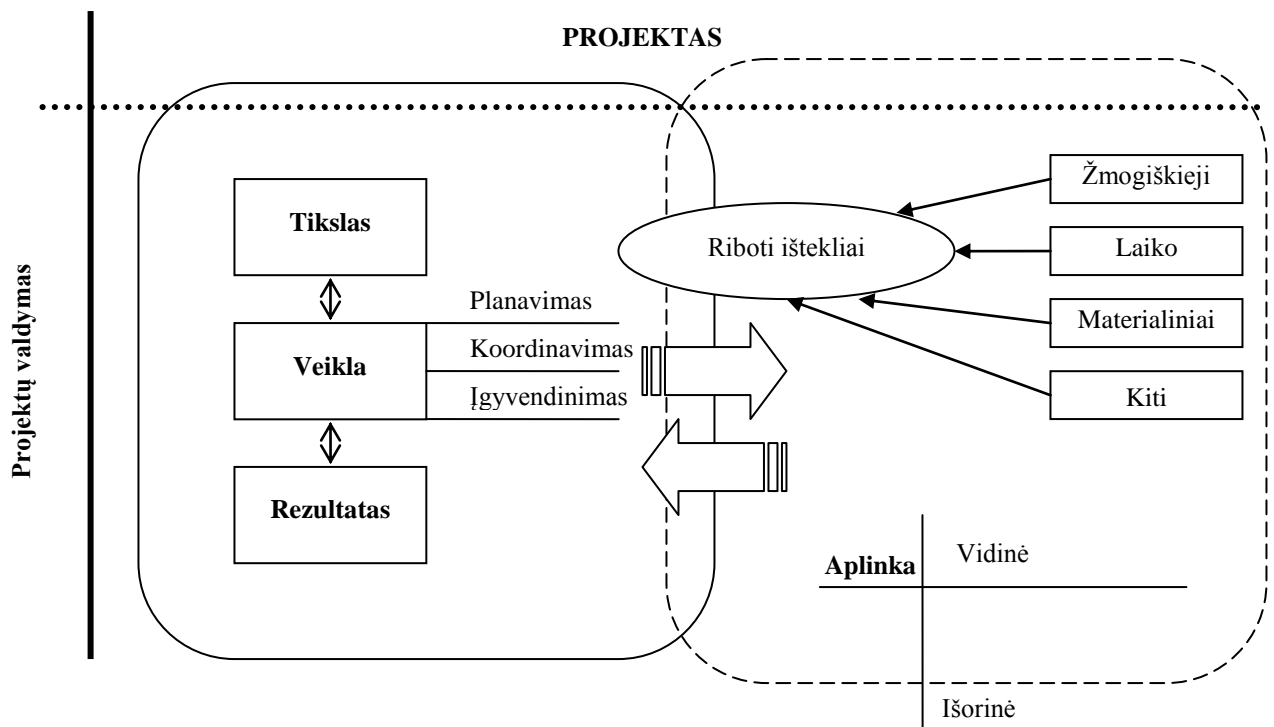 PROJEKTAS
Projektų valdymas
Tikslas
Veikla
Rezultatas
Planavimas
Koordinavimas
Įgyvendinimas
Riboti ištekliai
Žmogiškieji
Laiko
Materialiniai
Kiti
Aplinka
Vidinė
Išorinė